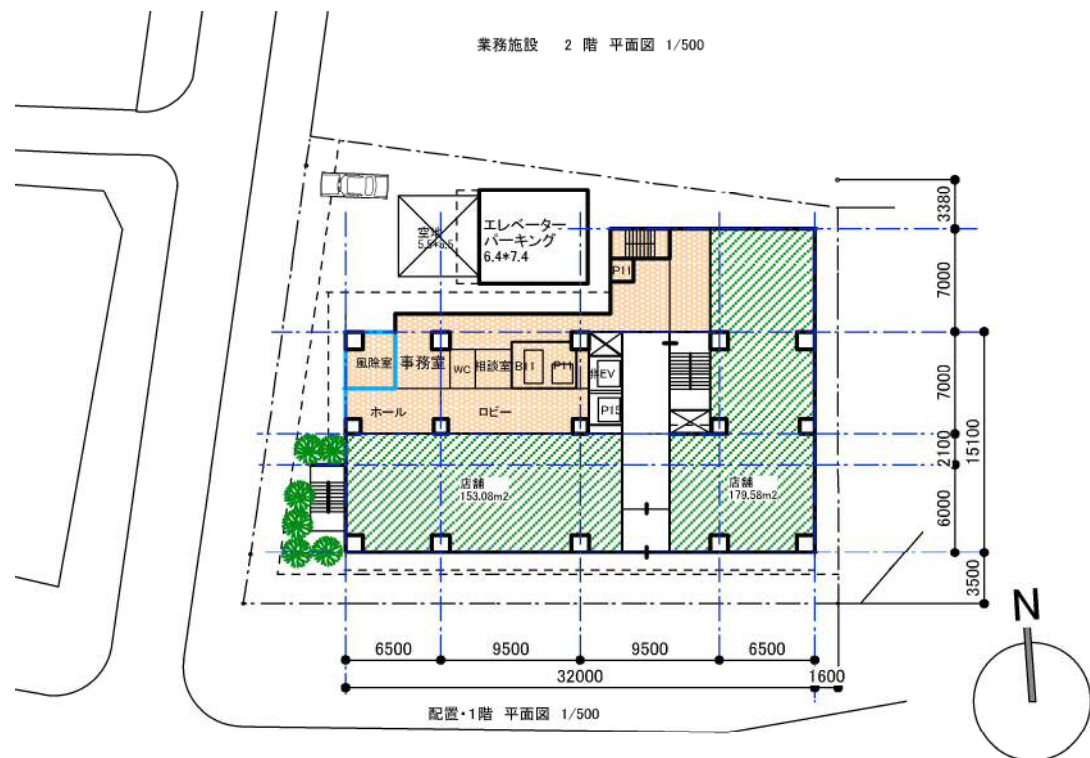 業務施設 2 階 平面図 1/500
エレベーター
パーキング
6.4*7.4
空地
P11
風除室
事務室
WC
相談室
B11
P11
EV
P15
ホール
ロビー
店舗
153.08m2
店舗
179.58m2
3380
7000
7000
2100
15100
6000
3500
N
6500
9500
9500
6500
32000
1600
配置・1階 平面図 1/500